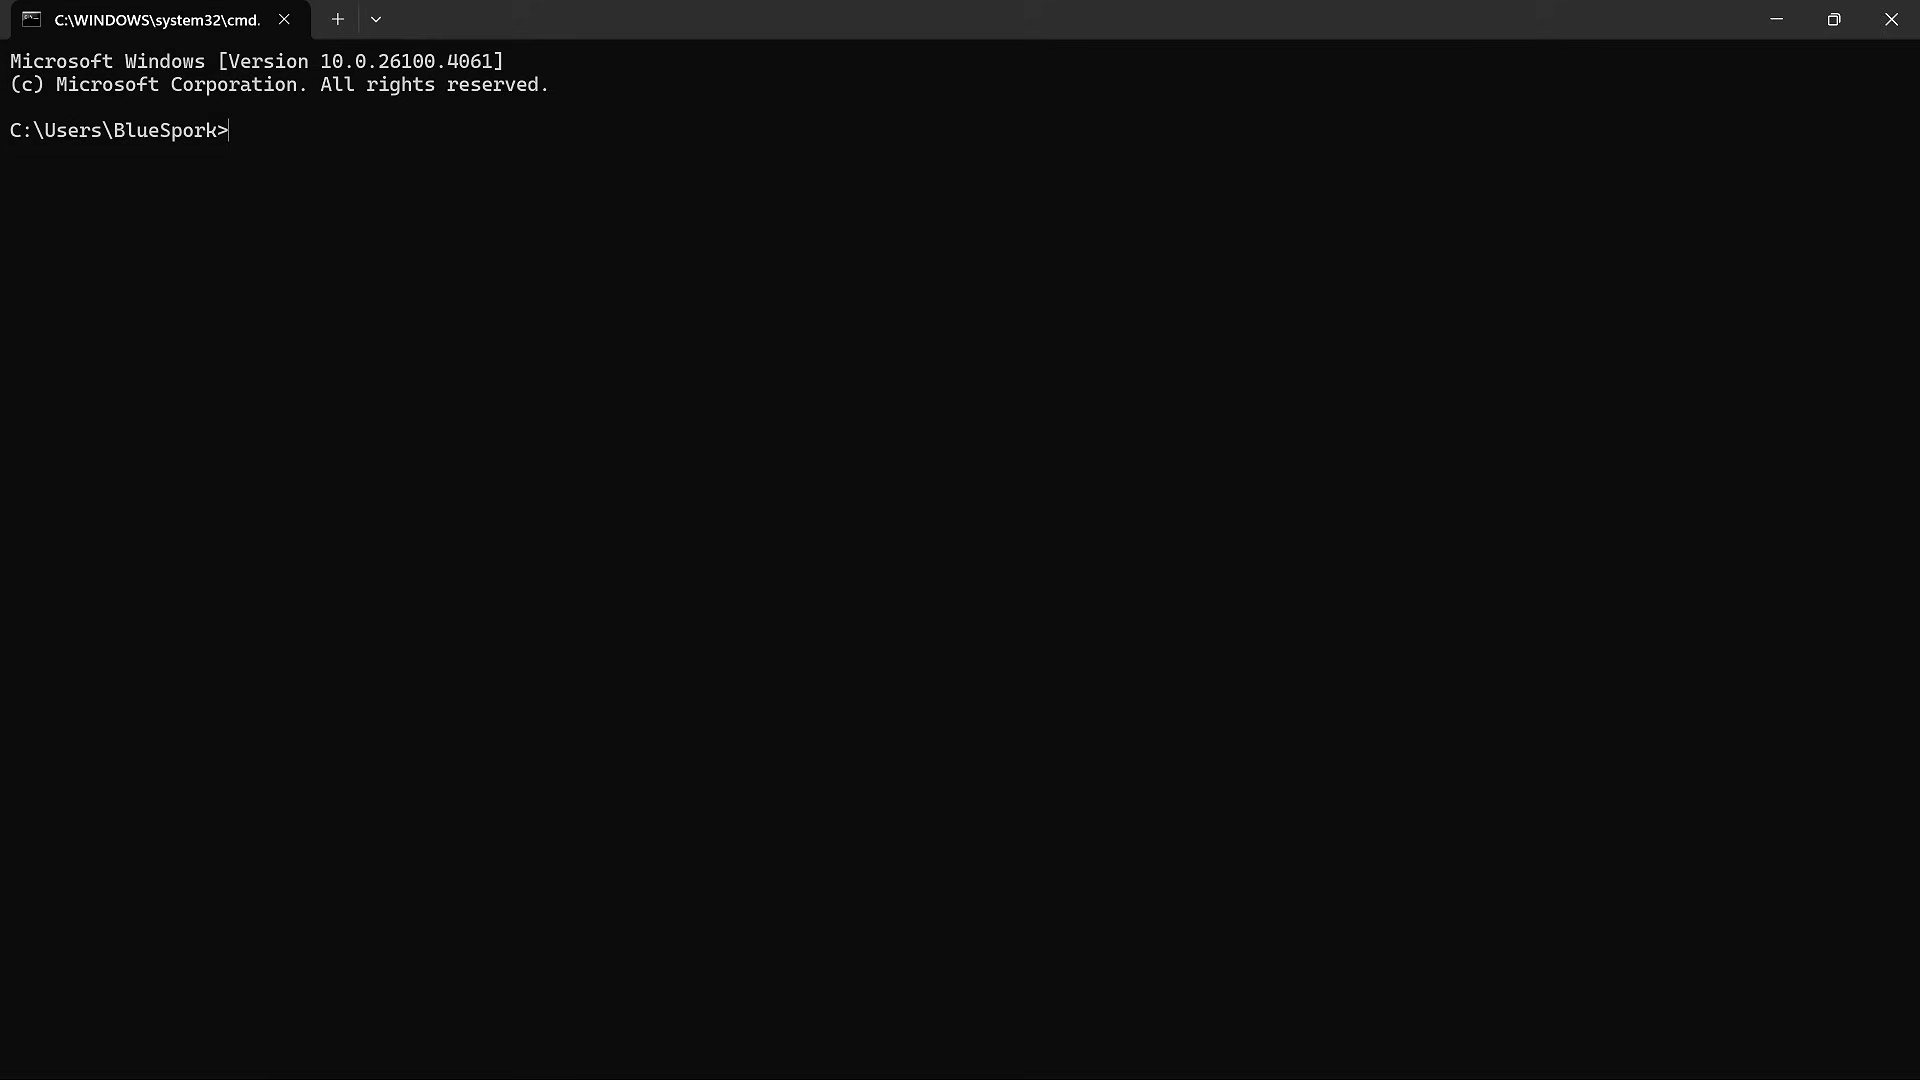 C:\WINDOWS\system32\cmd.
Microsoft Windows [Version 10.0.26100.4061]
(c) Microsoft Corporation. All rights reserved.
C:\Users\BlueSpork>